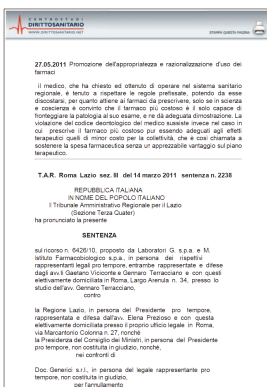 CENTRO STUDI
DIRITTOSANITARIO
WWW.DIRITTOSANITARIO.NET
STAMPA QUESTA PAGINA
27.05.2011 Promozione dell'appropriatezza e razionalizzazione d'uso dei
farmaci
il medico, che ha chiesto ed ottenuto di operare nel sistema sanitario
regionale, è tenuto a rispettare le regole prefissate, potendo da esse
discostarsi, per quanto attiene ai farmaci da prescrivere, solo se in scienza
e coscienza è convinto che il farmaco più costoso è il solo capace di
fronteggiare la patologia al suo esame, e ne dà adeguata dimostrazione. La
violazione del codice deontologico del medico sussiste invece nel caso in
cui prescrive il farmaco più costoso pur essendo adeguati agli effetti
terapeutici quelli di minor costo per la collettività, che è così chiamata a
sostenere la spesa farmaceutica senza un apprezzabile vantaggio sul piano
terapeutico.
T.A.R. Roma Lazio sez. III del 14 marzo 2011 sentenza n. 2238
REPUBBLICA ITALIANA
IN NOME DEL POPOLO ITALIANO
Il Tribunale Amministrativo Regionale per il Lazio
(Sezione Terza Quater)
ha pronunciato la presente
SENTENZA
sul ricorso n. 6426/10, proposto da Laboratori G. s.p.a. e M.
Istituto Farmacobiologico s.p.a., in persona dei rispettivi
rappresentanti legali pro tempore, entrambe rappresentate e difese
dagli avv.ti Gaetano Viciconte e Gennaro Terracciano e con questi
elettivamente domiciliata in Roma, Largo Arenula n. 34, presso lo
studio dell'avv. Gennaro Terracciano,
contro
la Regione Lazio, in persona del Presidente pro tempore,
rappresentata e difesa dall'avv. Elena Prezioso e con questa
elettivamente domiciliata presso il proprio ufficio legale in Roma,
via Marcantonio Colonna n. 27, nonché
la Presidenza del Consiglio dei Ministri, in persona del Presidente
pro tempore, non costituita in giudizio, nonché,
nei confronti di
Doc Generici s.r.l., in persona del legale rappresentante pro
tempore, non costituita in giudizio,
per l'annullamento